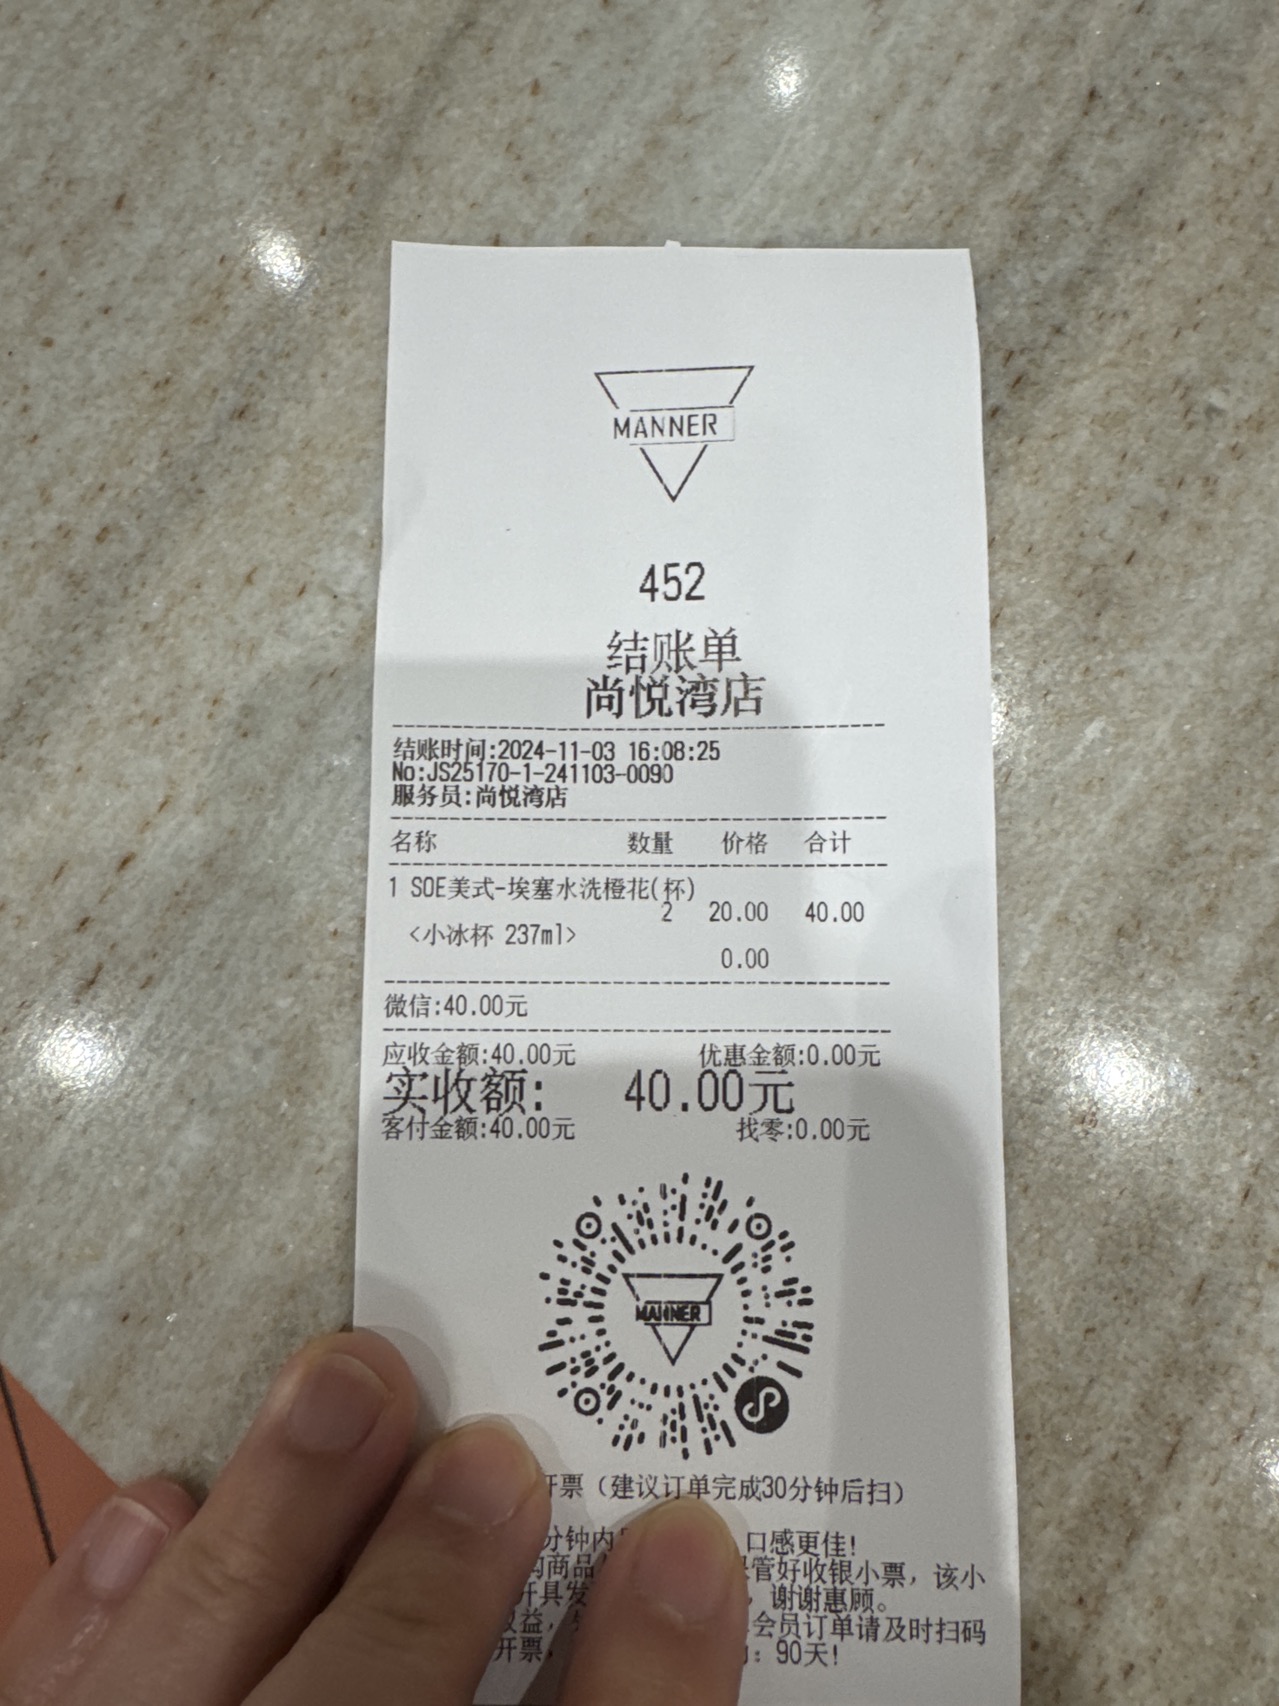 MANNER
452
结账单
尚悦湾店
结账时间:2024-11-03 16:08:25
No:JS25170-1-241103-0090
服务员:尚悦湾店
名称 数量 价格 合计
1 SOE美式-埃塞水洗橙花(杯)
2 20.00 40.00
<小冰杯 237ml>
0.00
微信:40.00元
应收金额:40.00元 优惠金额:0.00元
实收额: 40.00元
客付金额:40.00元 找零:0.00元
MANNER
开票（建议订单完成30分钟后扫）
分钟内 口感更佳!
购商品 管好收银小票，该小
开具发 ，谢谢惠顾。
权益， 会员订单请及时扫码
开票， : 90天!